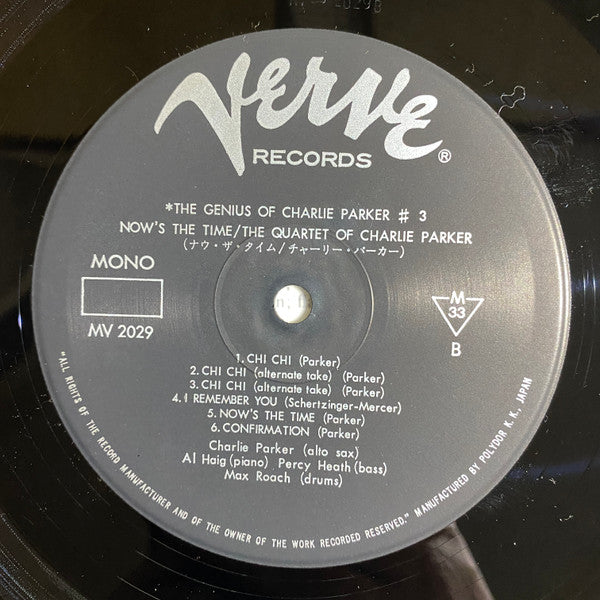 Verve
RECORDS ®
*THE GENIUS OF CHARLIE PARKER # 3
NOW'S THE TIME/THE QUARTET OF CHARLIE PARKER
(ナウ・ザ・タイム/チャーリー・パーカー)
MONO
MV 2029
M
33
B
1. CHI CHI (Parker)
2. CHI CHI (alternate take) (Parker)
3. CHI CHI (alternate take) (Parker)
4. I REMEMBER YOU (Schertzinger-Mercer)
5. NOW'S THE TIME (Parker)
6. CONFIRMATION (Parker)
Charlie Parker (alto sax)
Al Haig (piano) Percy Heath (bass)
Max Roach (drums)
"ALL RIGHTS OF THE RECORD MANUFACTURER AND OF THE OWNER OF THE WORK RECORDED RESERVED." MANUFACTURED BY POLYDOR K. K., JAPAN